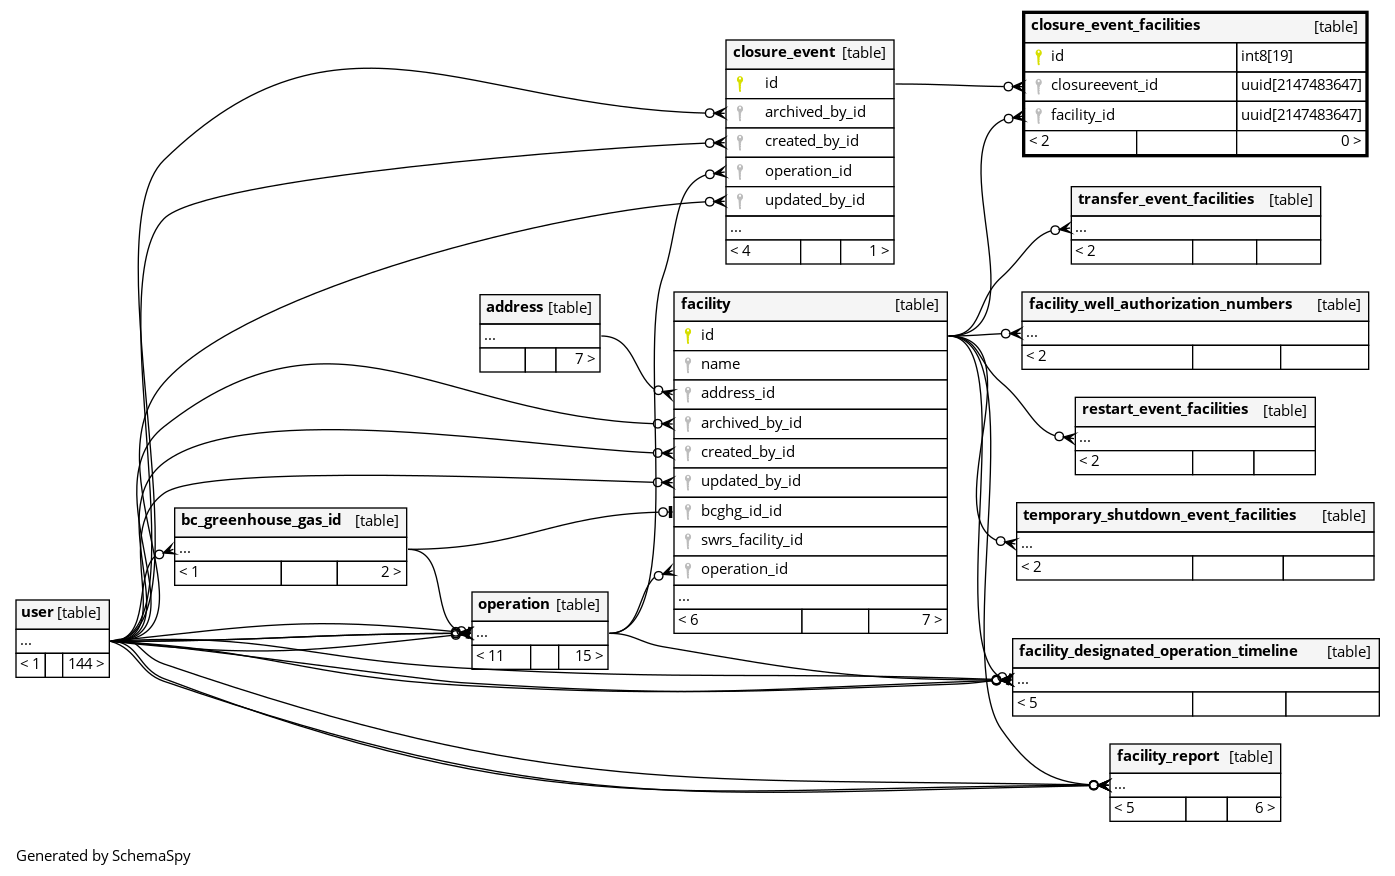 closure_event_facilities [table]
id int8[19]
closureevent_id uuid[2147483647]
facility_id uuid[2147483647]
< 2 0 >
closure_event [table]
id
archived_by_id
created_by_id
operation_id
updated_by_id
...
< 4 1 >
transfer_event_facilities [table]
...
< 2
address [table]
...
7 >
facility [table]
id
name
address_id
archived_by_id
created_by_id
updated_by_id
bcghg_id_id
swrs_facility_id
operation_id
...
< 6 7 >
facility_well_authorization_numbers [table]
...
< 2
restart_event_facilities [table]
...
< 2
bc_greenhouse_gas_id [table]
...
< 1 2 >
temporary_shutdown_event_facilities [table]
...
< 2
user [table]
...
< 1 144 >
operation [table]
...
< 11 15 >
facility_designated_operation_timeline [table]
...
< 5
facility_report [table]
...
< 5 6 >
Generated by SchemaSpy